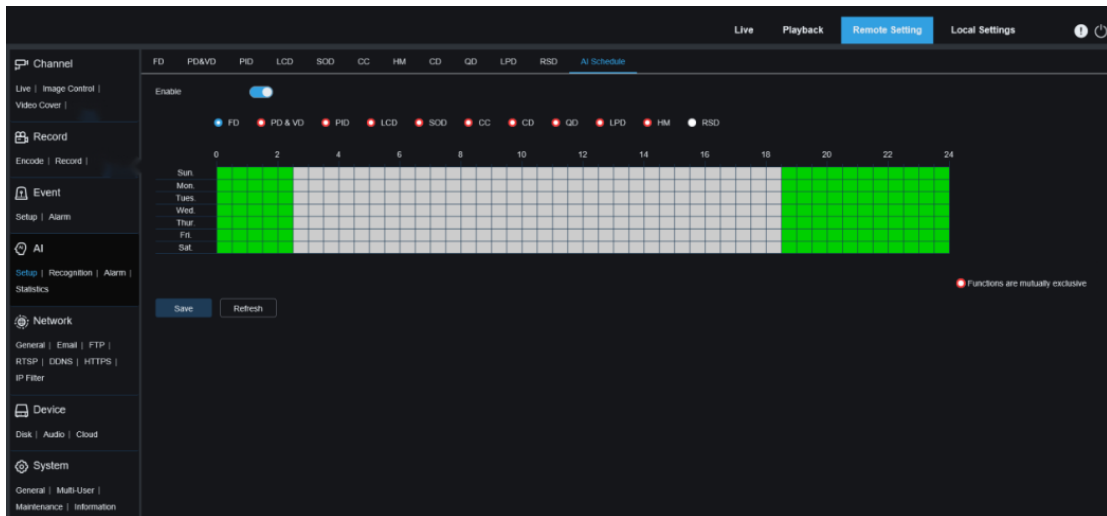 Live Playback Remote Setting Local Settings
Channel
Live | Image Control |
Video Cover |
Record
Encode | Record |
Event
Setup | Alarm
AI
Setup | Recognition | Alarm |
Statistics
Network
General | Email | FTP |
RTSP | DDNS | HTTPS |
IP Filter
Device
Disk | Audio | Cloud
System
General | Multi-User |
Maintenance | Information
FD PD&VD PID LCD SOD CC HM CD QD LPD RSD AI Schedule
Enable
FD PD & VD PID LCD SOD CC CD QD LPD HM RSD
0 2 4 6 8 10 12 14 16 18 20 22 24
Sun.
Mon.
Tues.
Wed.
Thur.
Fri.
Sat.
Functions are mutually exclusive
Save Refresh